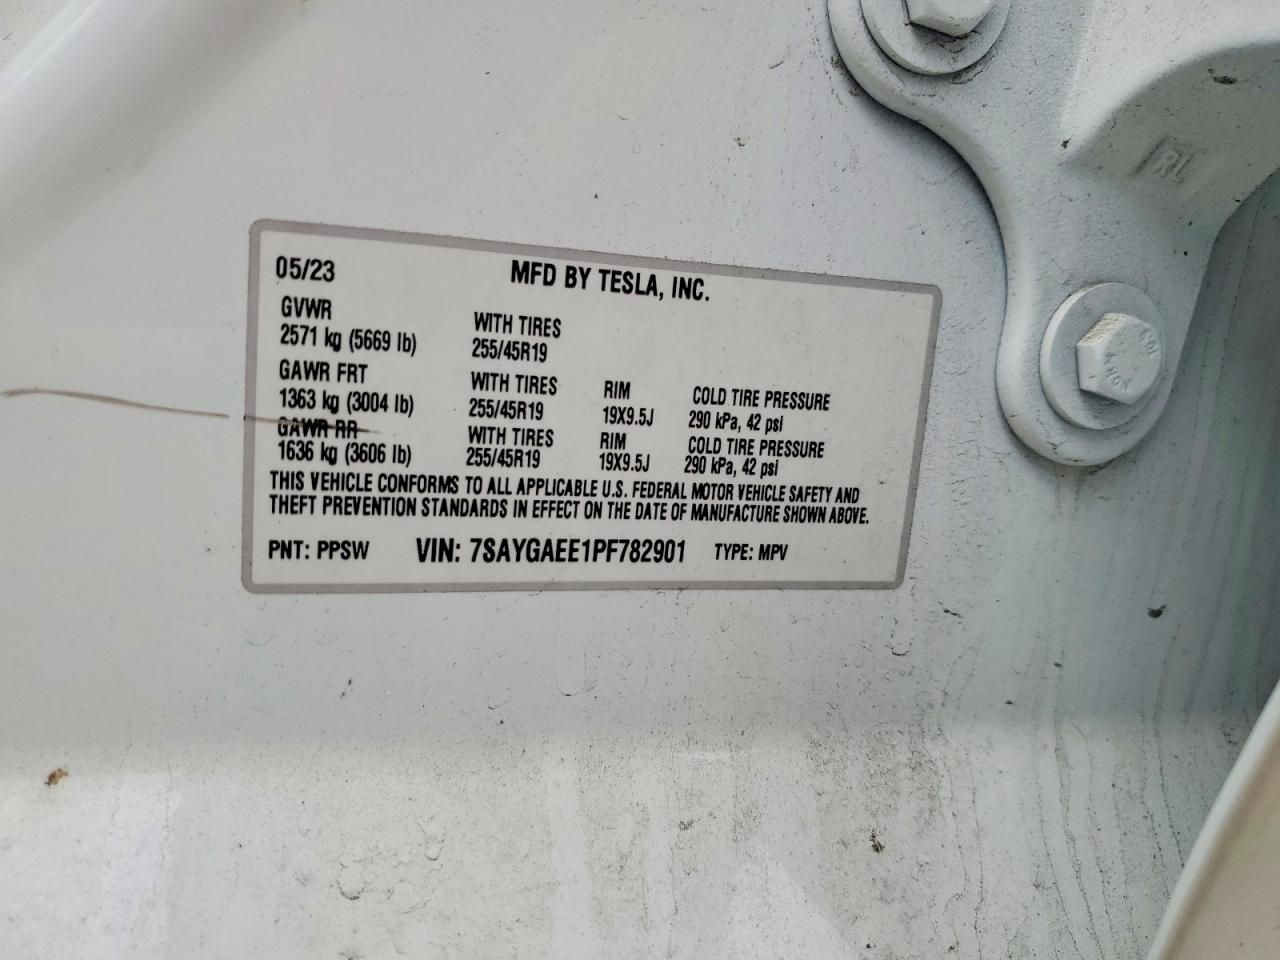 05/23 MFD BY TESLA, INC.
GVWR WITH TIRES
2571 kg (5669 lb) 255/45R19
GAWR FRT WITH TIRES RIM COLD TIRE PRESSURE
1363 kg (3004 lb) 255/45R19 19X9.5J 290 kPa, 42 psi
GAWR RR WITH TIRES RIM COLD TIRE PRESSURE
1636 kg (3606 lb) 255/45R19 19X9.5J 290 kPa, 42 psi
THIS VEHICLE CONFORMS TO ALL APPLICABLE U.S. FEDERAL MOTOR VEHICLE SAFETY AND
THEFT PREVENTION STANDARDS IN EFFECT ON THE DATE OF MANUFACTURE SHOWN ABOVE.
PNT: PPSW VIN: 7SAYGAEE1PF782901 TYPE: MPV
RL